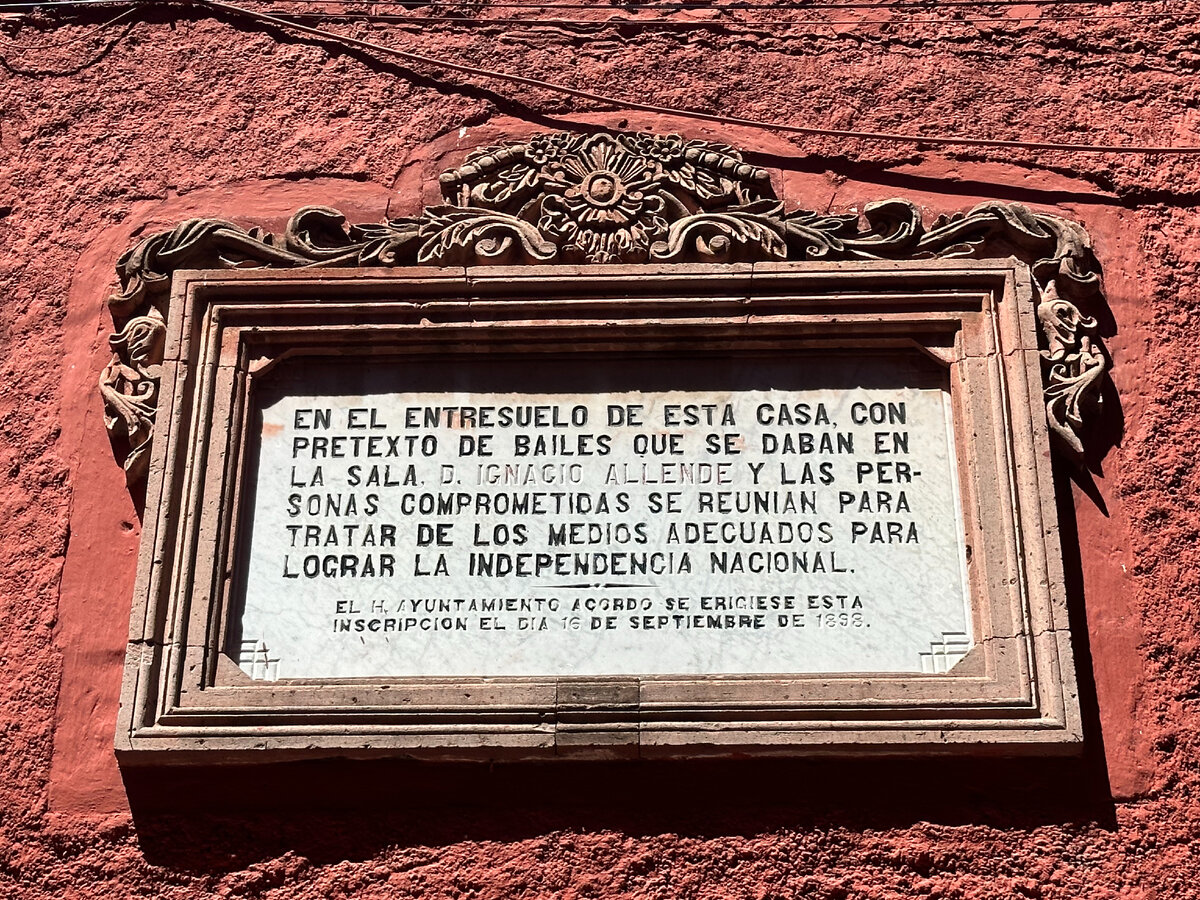 EN EL ENTRESUELO DE ESTA CASA, CON
PRETEXTO DE BAILES QUE SE DABAN EN
LA SALA, D. IGNACIO ALLENDE Y LAS PER-
SONAS COMPROMETIDAS SE REUNIAN PARA
TRATAR DE LOS MEDIOS ADECUADOS PARA
LOGRAR LA INDEPENDENCIA NACIONAL.
EL H. AYUNTAMIENTO ACORDO SE ERIGIESE ESTA
INSCRIPCION EL DIA 16 DE SEPTIEMBRE DE 1898.